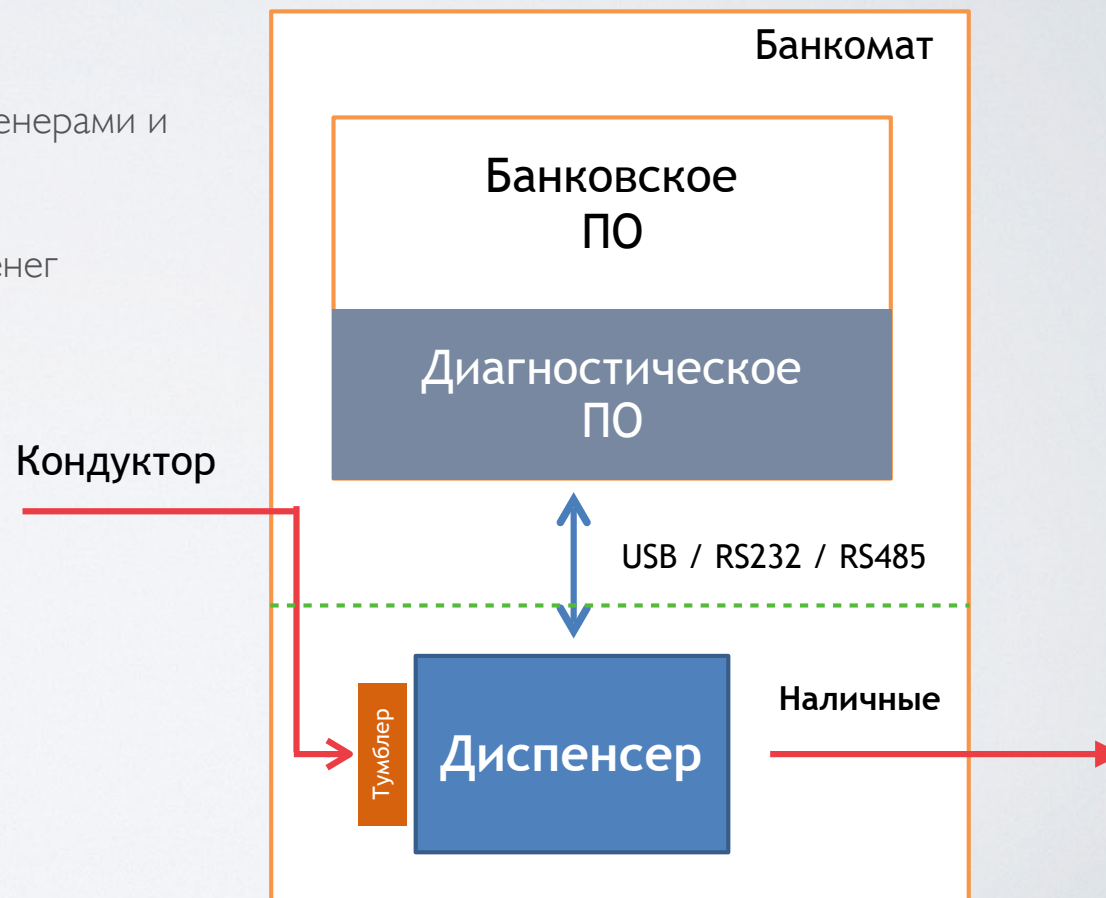 Банкомат
и
Банковское
ПО
Диагностическое
ПО
Кондуктор
USB / RS232 / RS485
Наличные
Тумблер
Диспенсер